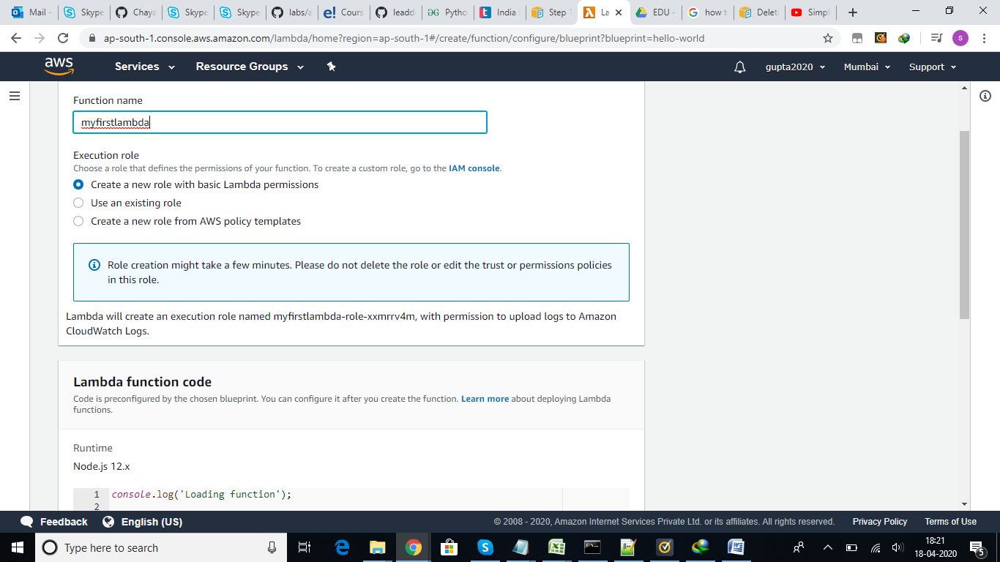 Mail -
Skype
Chaya
Skype
Skype
labs/a
e! Cours
leadd
GG Pytho
t India
Step
La
EDU -
G how t
Delet
Simpl
ap-south-1.console.aws.amazon.com/lambda/home?region=ap-south-1#/create/function/configure/blueprint?blueprint=hello-world
s
aws
Services
Resource Groups
gupta2020
Mumbai
Support
Function name
myfirstlambda
Execution role
Choose a role that defines the permissions of your function. To create a custom role, go to the IAM console.
Create a new role with basic Lambda permissions
Use an existing role
Create a new role from AWS policy templates
Role creation might take a few minutes. Please do not delete the role or edit the trust or permissions policies
in this role.
Lambda will create an execution role named myfirstlambda-role-xxmrrv4m, with permission to upload logs to Amazon
CloudWatch Logs.
Lambda function code
Code is preconfigured by the chosen blueprint. You can configure it after you create the function. Learn more about deploying Lambda
functions.
Runtime
Node.js 12.x
1 console.log('Loading function');
2
Feedback
English (US)
© 2008 - 2020, Amazon Internet Services Private Ltd. or its affiliates. All rights reserved.
Privacy Policy
Terms of Use
Type here to search
18:21
18-04-2020
5